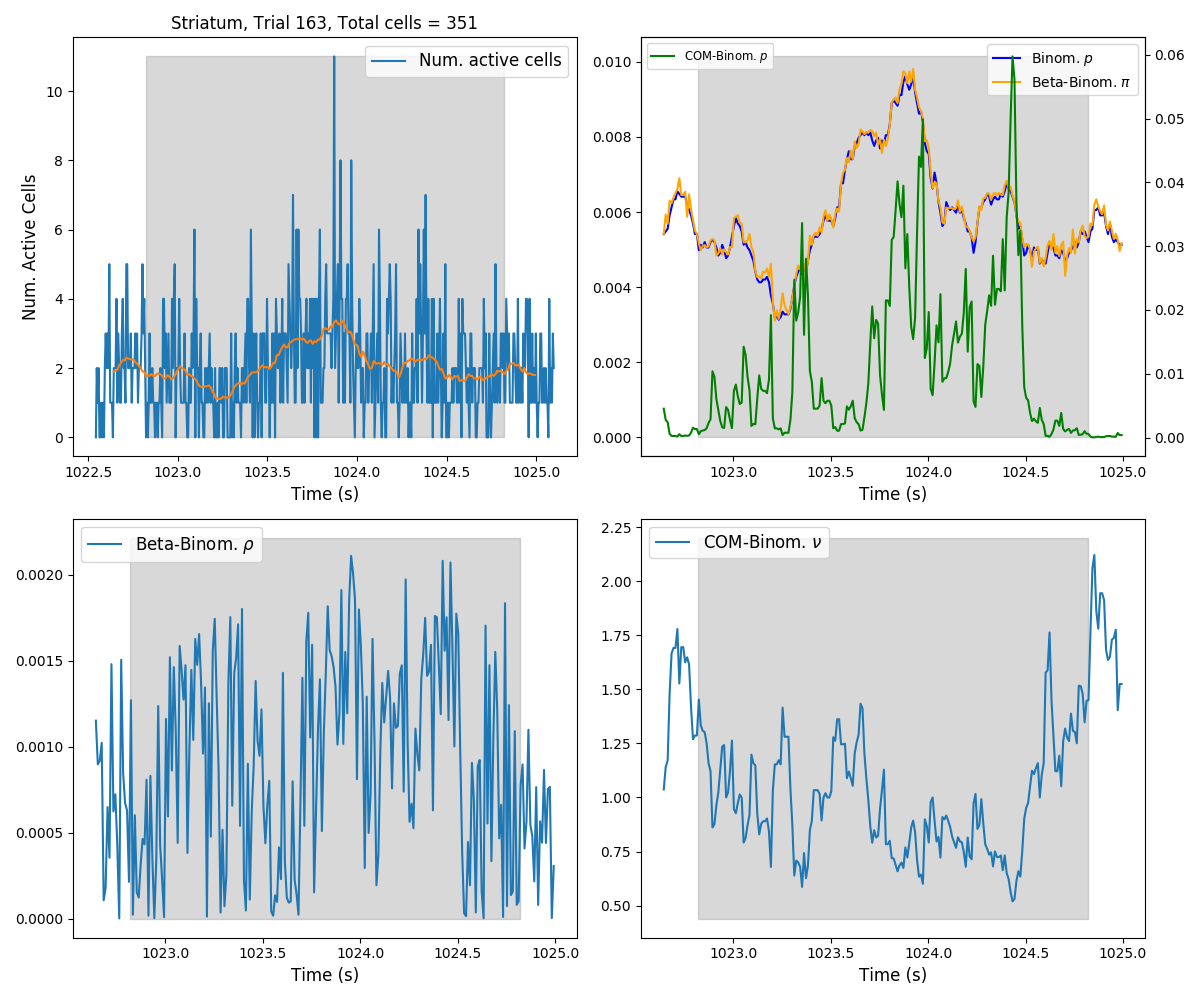 Striatum, Trial 163, Total cells = 351
Num. active cells
Num. Active Cells
10
8
6
4
2
0
1022.5 1023.0 1023.5 1024.0 1024.5 1025.0
Time (s)
COM-Binom. p
Binom. p
Beta-Binom. π
0.010
0.008
0.006
0.004
0.002
0.000
0.06
0.05
0.04
0.03
0.02
0.01
0.00
1023.0 1023.5 1024.0 1024.5 1025.0
Time (s)
Beta-Binom. ρ
0.0020
0.0015
0.0010
0.0005
0.0000
1023.0 1023.5 1024.0 1024.5 1025.0
Time (s)
COM-Binom. ν
2.25
2.00
1.75
1.50
1.25
1.00
0.75
0.50
1023.0 1023.5 1024.0 1024.5 1025.0
Time (s)